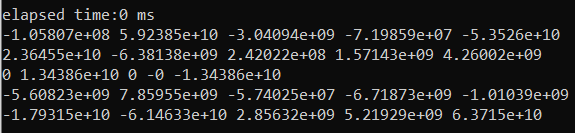 elapsed time:0 ms
-1.05807e+08 5.92385e+10 -3.04094e+09 -7.19859e+07 -5.3526e+10
2.36455e+10 -6.38138e+09 2.42022e+08 1.57143e+09 4.26002e+09
0 1.34386e+10 0 -0 -1.34386e+10
-5.60823e+09 7.85955e+09 -5.74025e+07 -6.71873e+09 -1.01039e+09
-1.79315e+10 -6.14633e+10 2.85632e+09 5.21929e+09 6.3715e+10